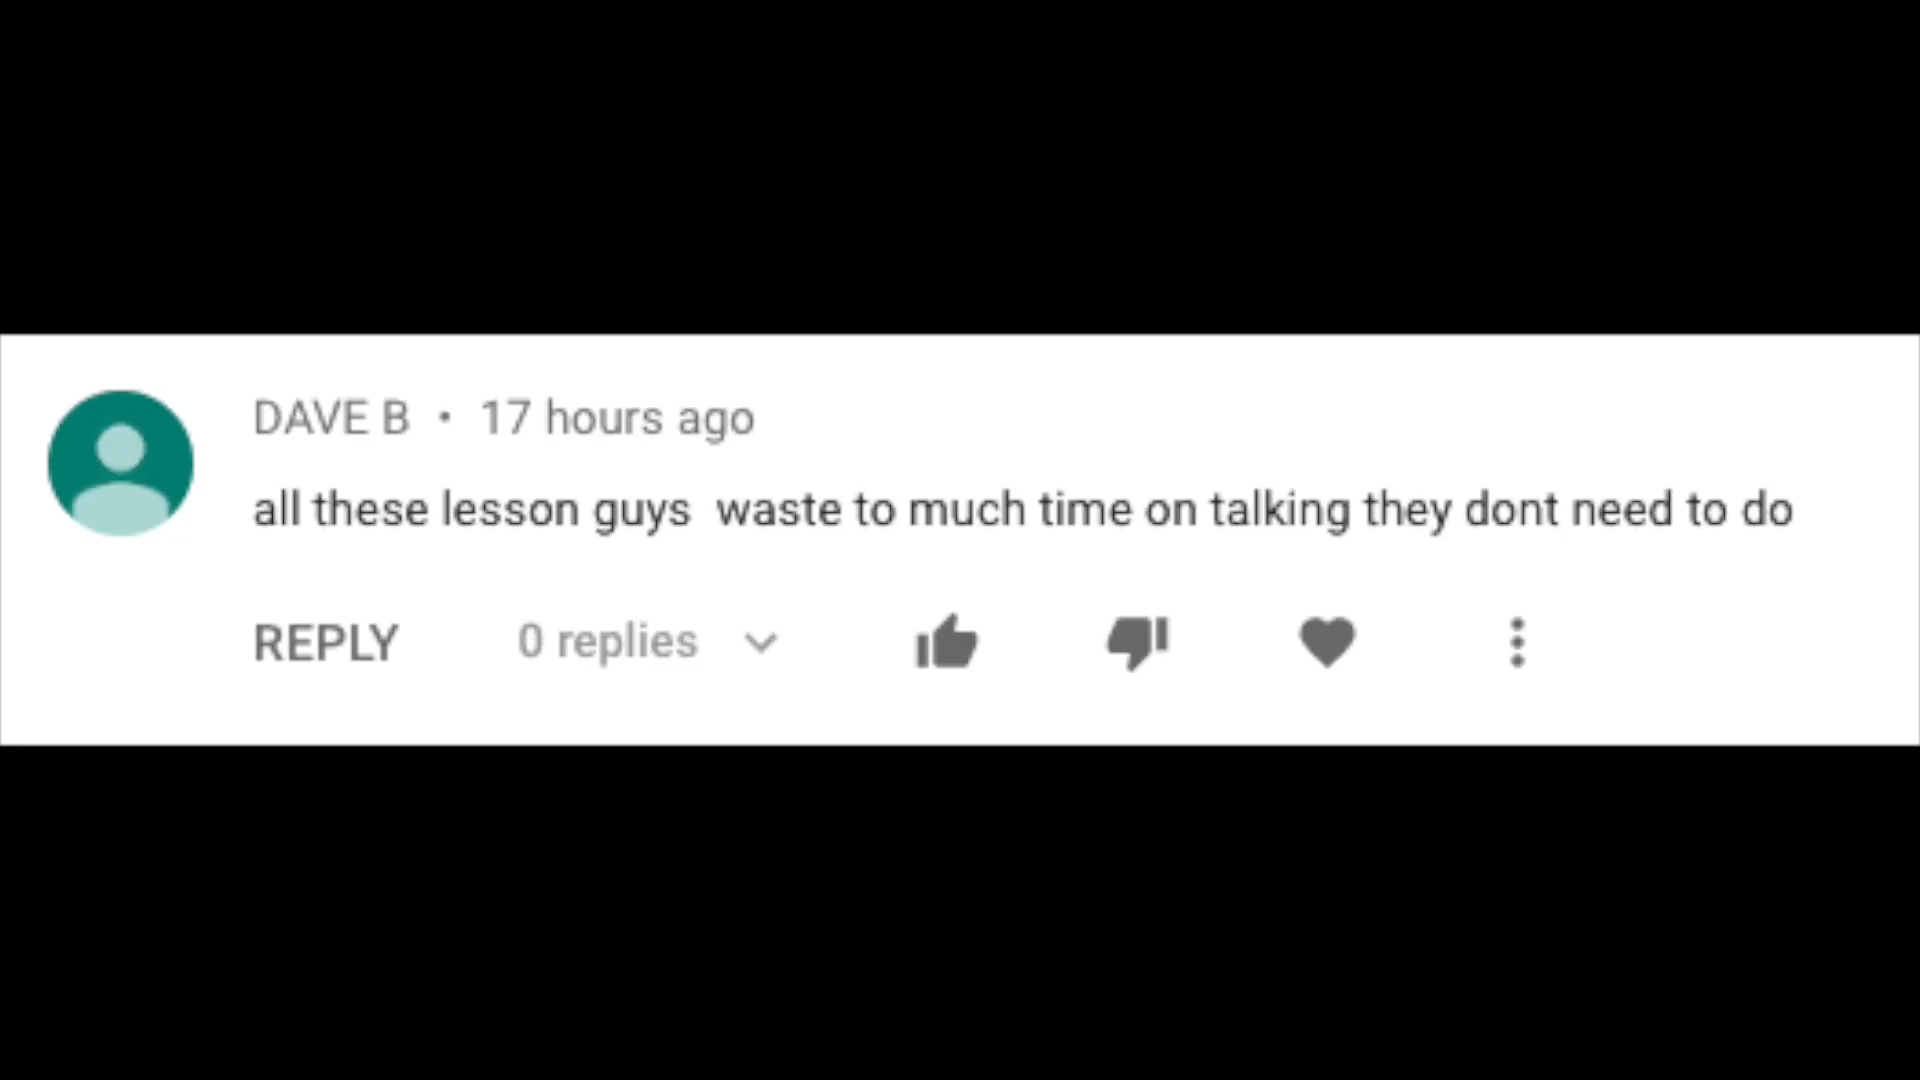 DAVE B • 17 hours ago
all these lesson guys  waste to much time on talking they dont need to do
REPLY 0 replies